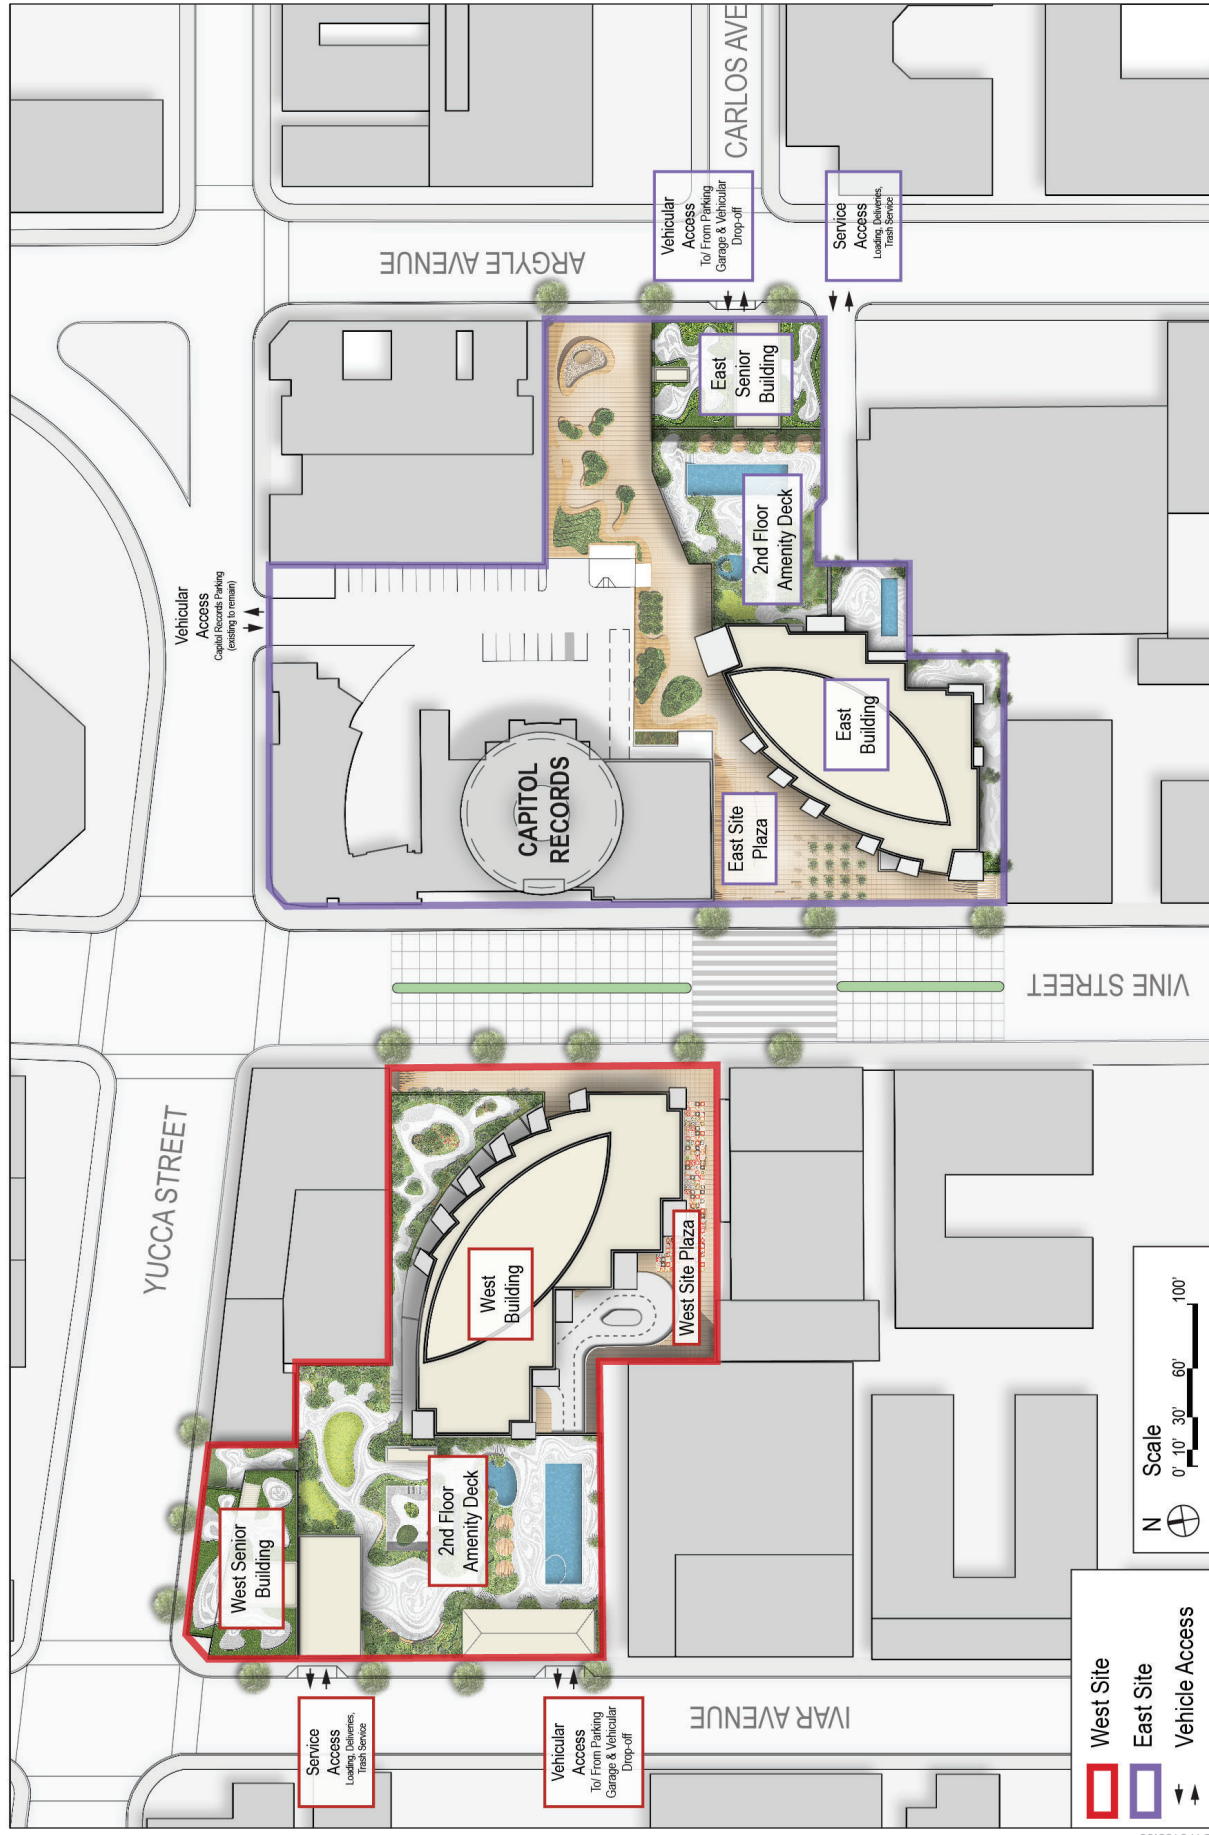 YUCCA STREET
IVAR AVENUE
VINE STREET
ARGYLE AVENUE
CARLOS AVE
Service
Access
Loading, Deliveries,
Trash Service
Vehicular
Access
To/ From Parking
Garage & Vehicular
Drop-off
West Senior
Building
2nd Floor
Amenity Deck
West
Building
West Site Plaza
Vehicular
Access
Capitol Records Parking
(existing to remain)
CAPITOL
RECORDS
East Site
Plaza
East
Building
2nd Floor
Amenity Deck
East
Senior
Building
Vehicular
Access
To/ From Parking
Garage & Vehicular
Drop-off
Service
Access
Loading, Deliveries,
Trash Service
West Site
East Site
Vehicle Access
N
Scale
0' 10' 30' 60' 100'